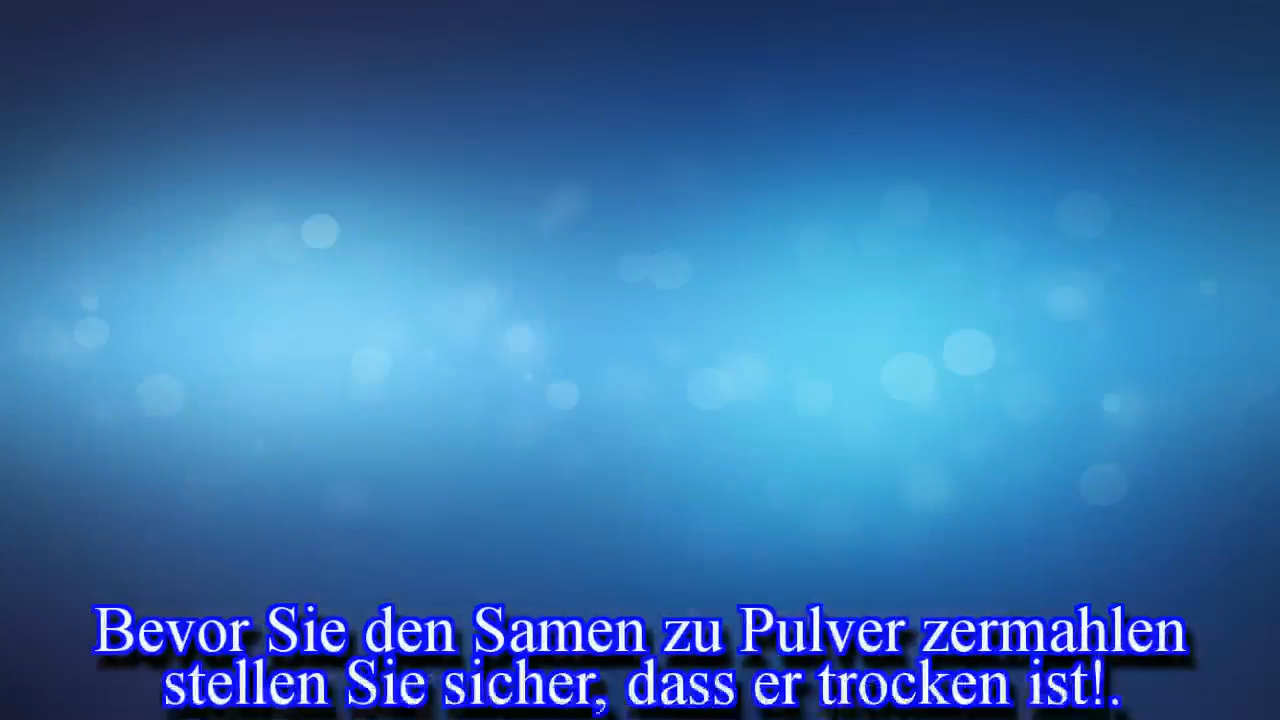 Bevor Sie den Samen zu Pulver zermahlen
stellen Sie sicher, dass er trocken ist!.